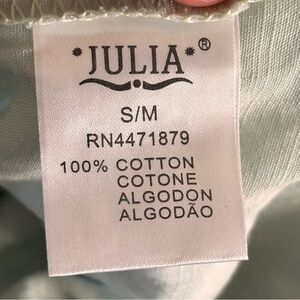 *JULIA*®
S/M
RN4471879
100% COTTON
COTONE
ALGODON
ALGODÃO